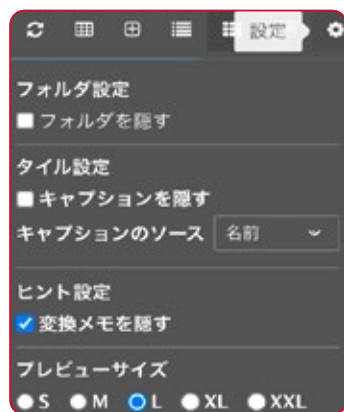 設定
フォルダ設定
フォルダを隠す
タイル設定
キャプションを隠す
キャプションのソース 名前
ヒント設定
変換メモを隠す
プレビューサイズ
S M L XL XXL